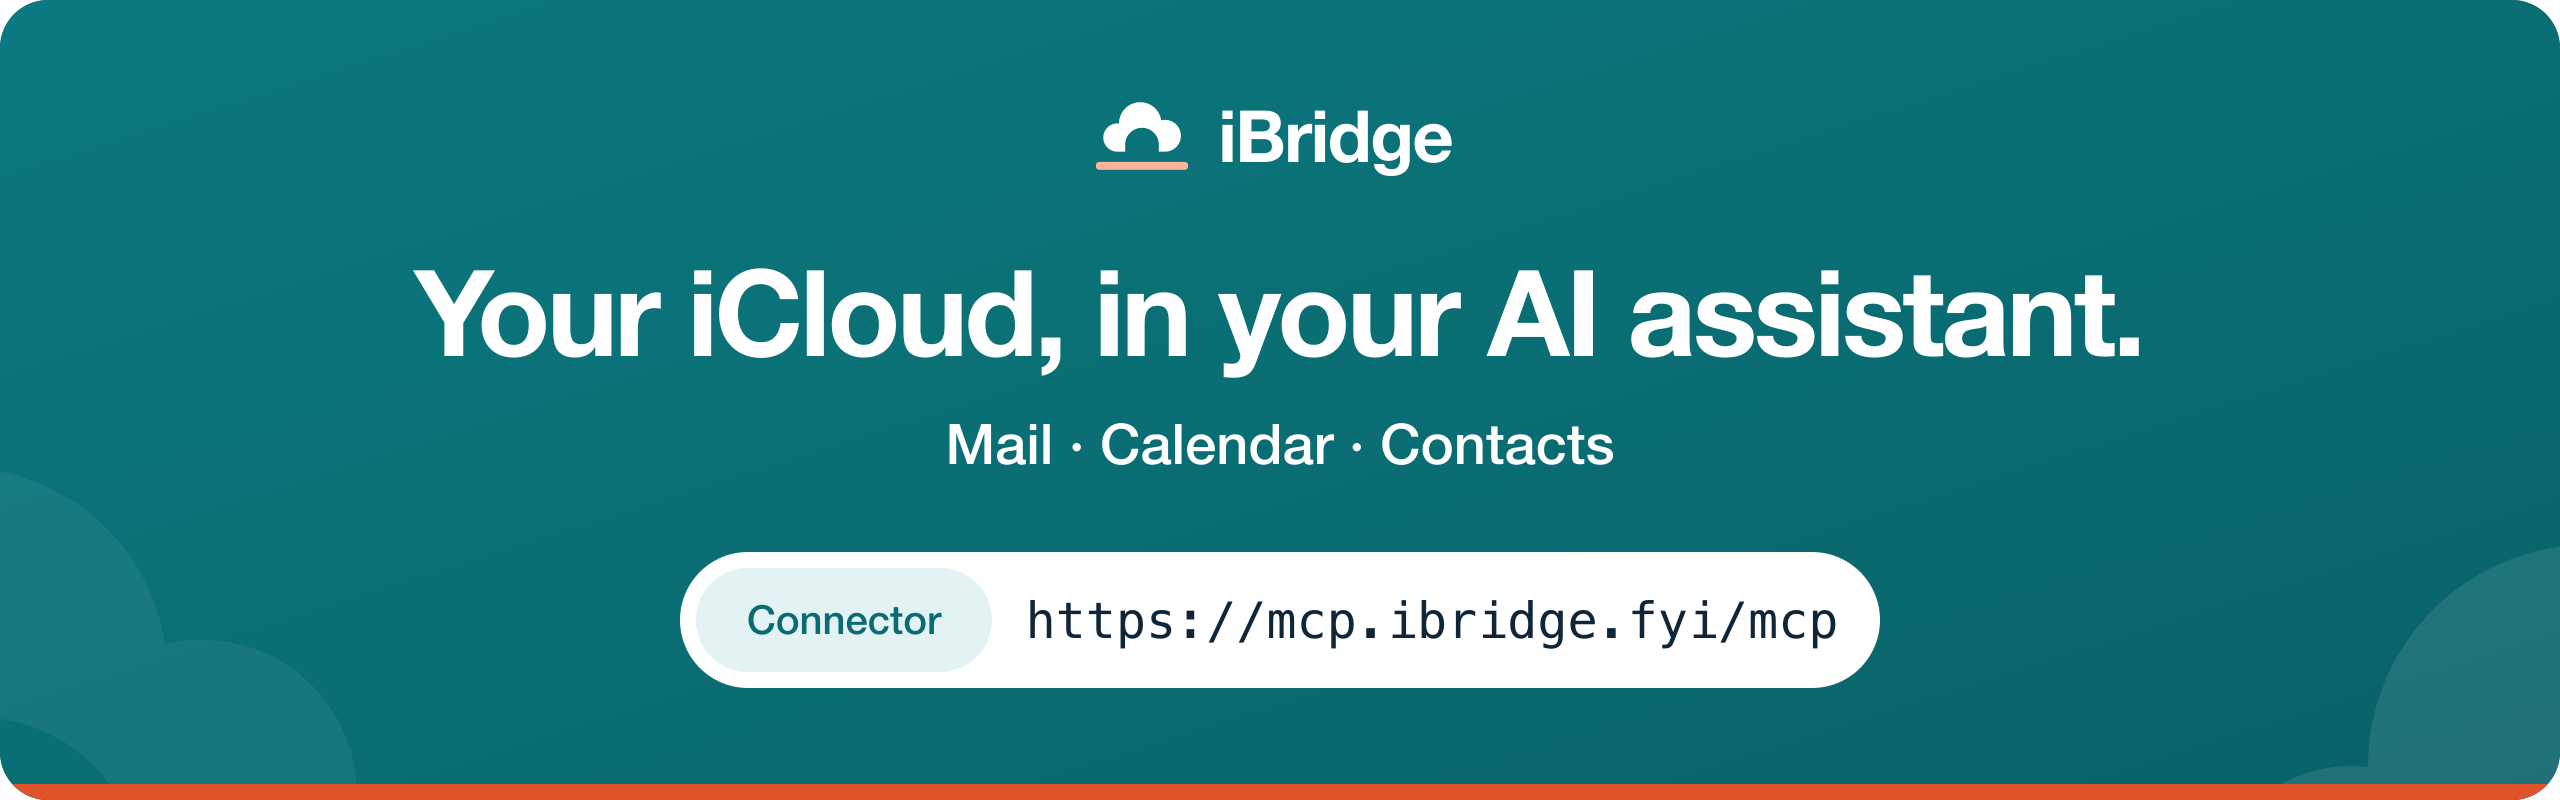 iBridge
Your iCloud, in your AI assistant.
Mail · Calendar · Contacts
Connector https://mcp.ibridge.fyi/mcp